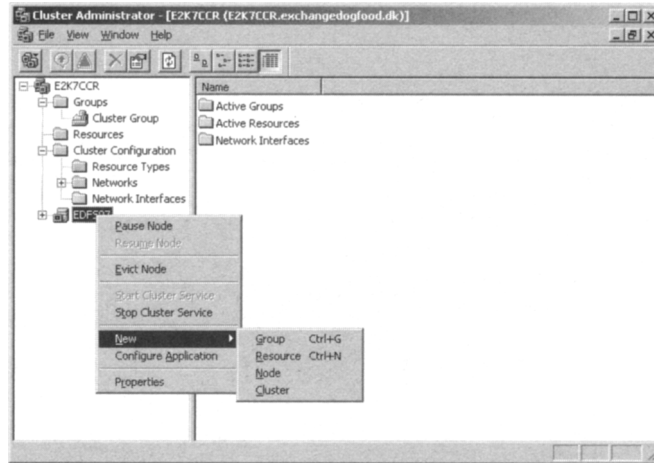 Cluster Administrator - [E2K7CCR (E2K7CCR.exchangedogfood.dk)]
File View Window Help
E2K7CCR
Groups
Cluster Group
Resources
Cluster Configuration
Resource Types
Networks
Network Interfaces
EDFS07
Name
Active Groups
Active Resources
Network Interfaces
Pause Node
Resume Node
Evict Node
Start Cluster Service
Stop Cluster Service
New
Configure Application
Properties
Group Ctrl+G
Resource Ctrl+N
Node
Cluster